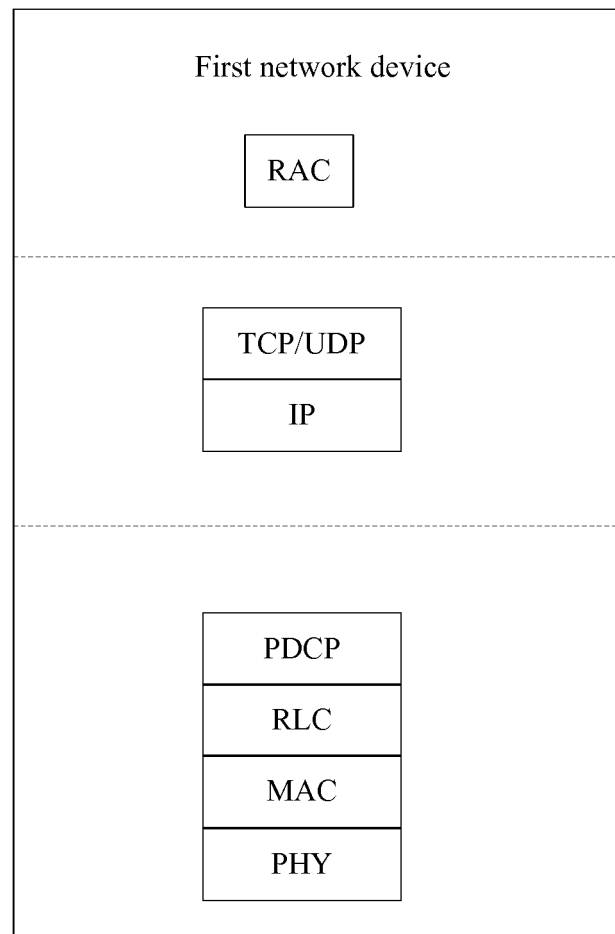 First network device
RAC
TCP/UDP
IP
PDCP
RLC
MAC
PHY